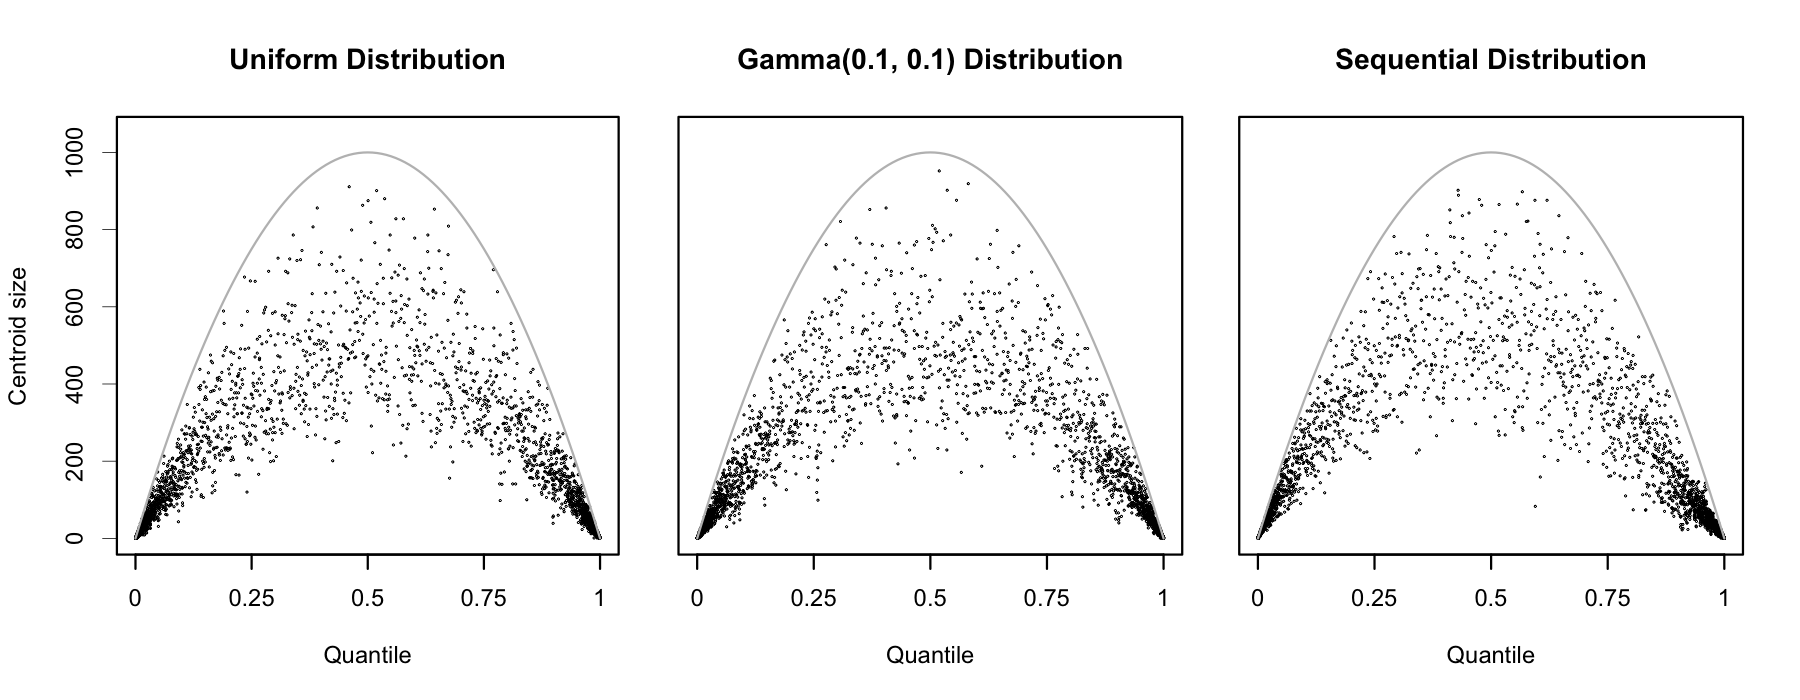 Uniform Distribution
Gamma(0.1, 0.1) Distribution
Sequential Distribution
Centroid size
1000
800
600
400
200
0
0 0.25 0.5 0.75 1
0 0.25 0.5 0.75 1
0 0.25 0.5 0.75 1
Quantile
Quantile
Quantile